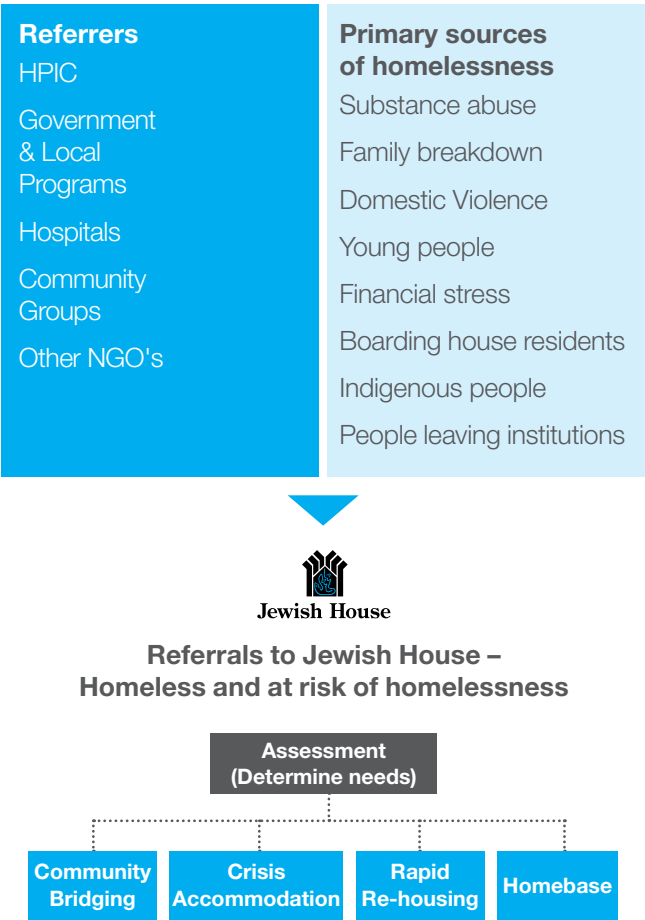 Referrers
HPIC
Government
& Local
Programs
Hospitals
Community
Groups
Other NGO's
Primary sources
of homelessness
Substance abuse
Family breakdown
Domestic Violence
Young people
Financial stress
Boarding house residents
Indigenous people
People leaving institutions
Jewish House
Referrals to Jewish House –
Homeless and at risk of homelessness
Assessment
(Determine needs)
Community
Bridging
Crisis
Accommodation
Rapid
Re-housing
Homebase